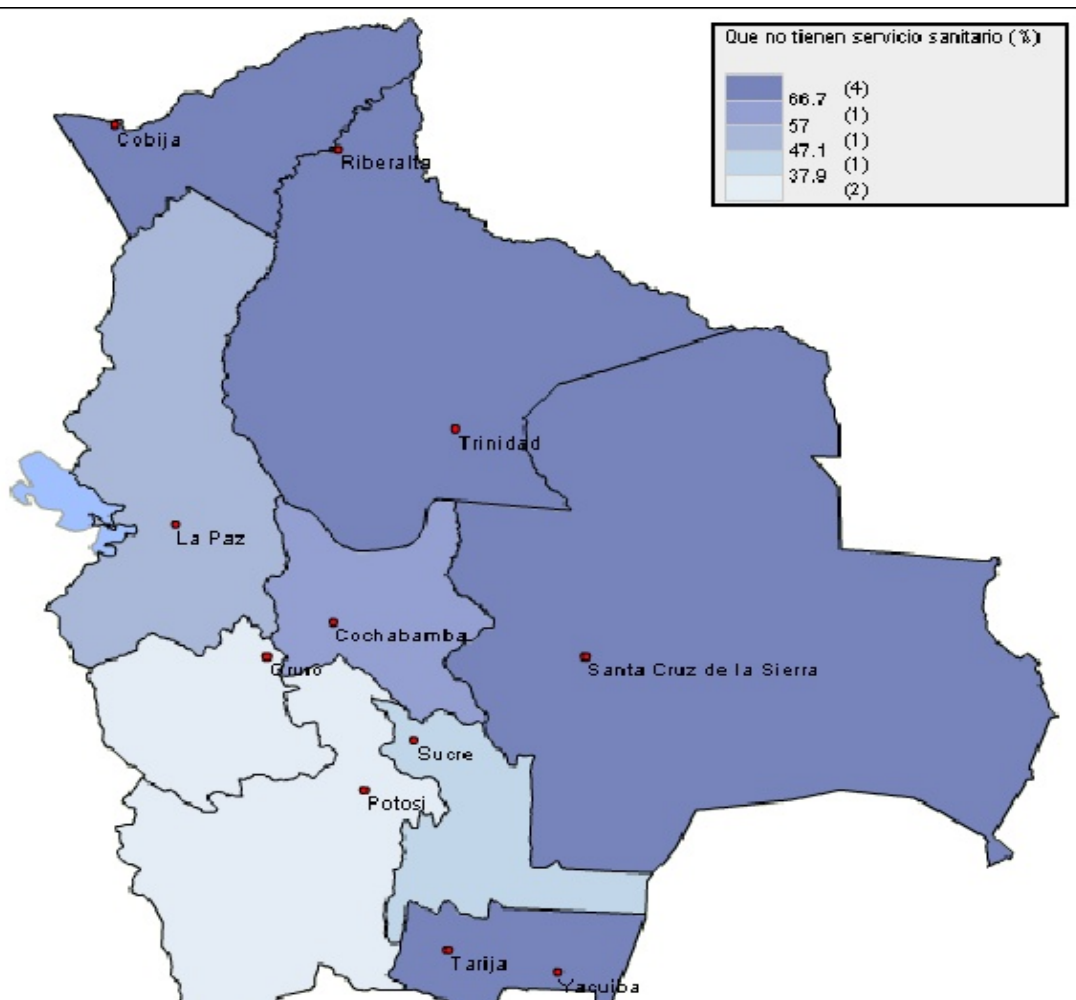 Que no tienen servicio sanitario (%)
66.7 (4)
57 (1)
47.1 (1)
37.9 (1)
(2)
Cobija
Riberalta
Trinidad
La Paz
Cochabamba
Oruro
Santa Cruz de la Sierra
Sucre
Potosi
Tarija
Yacuiba